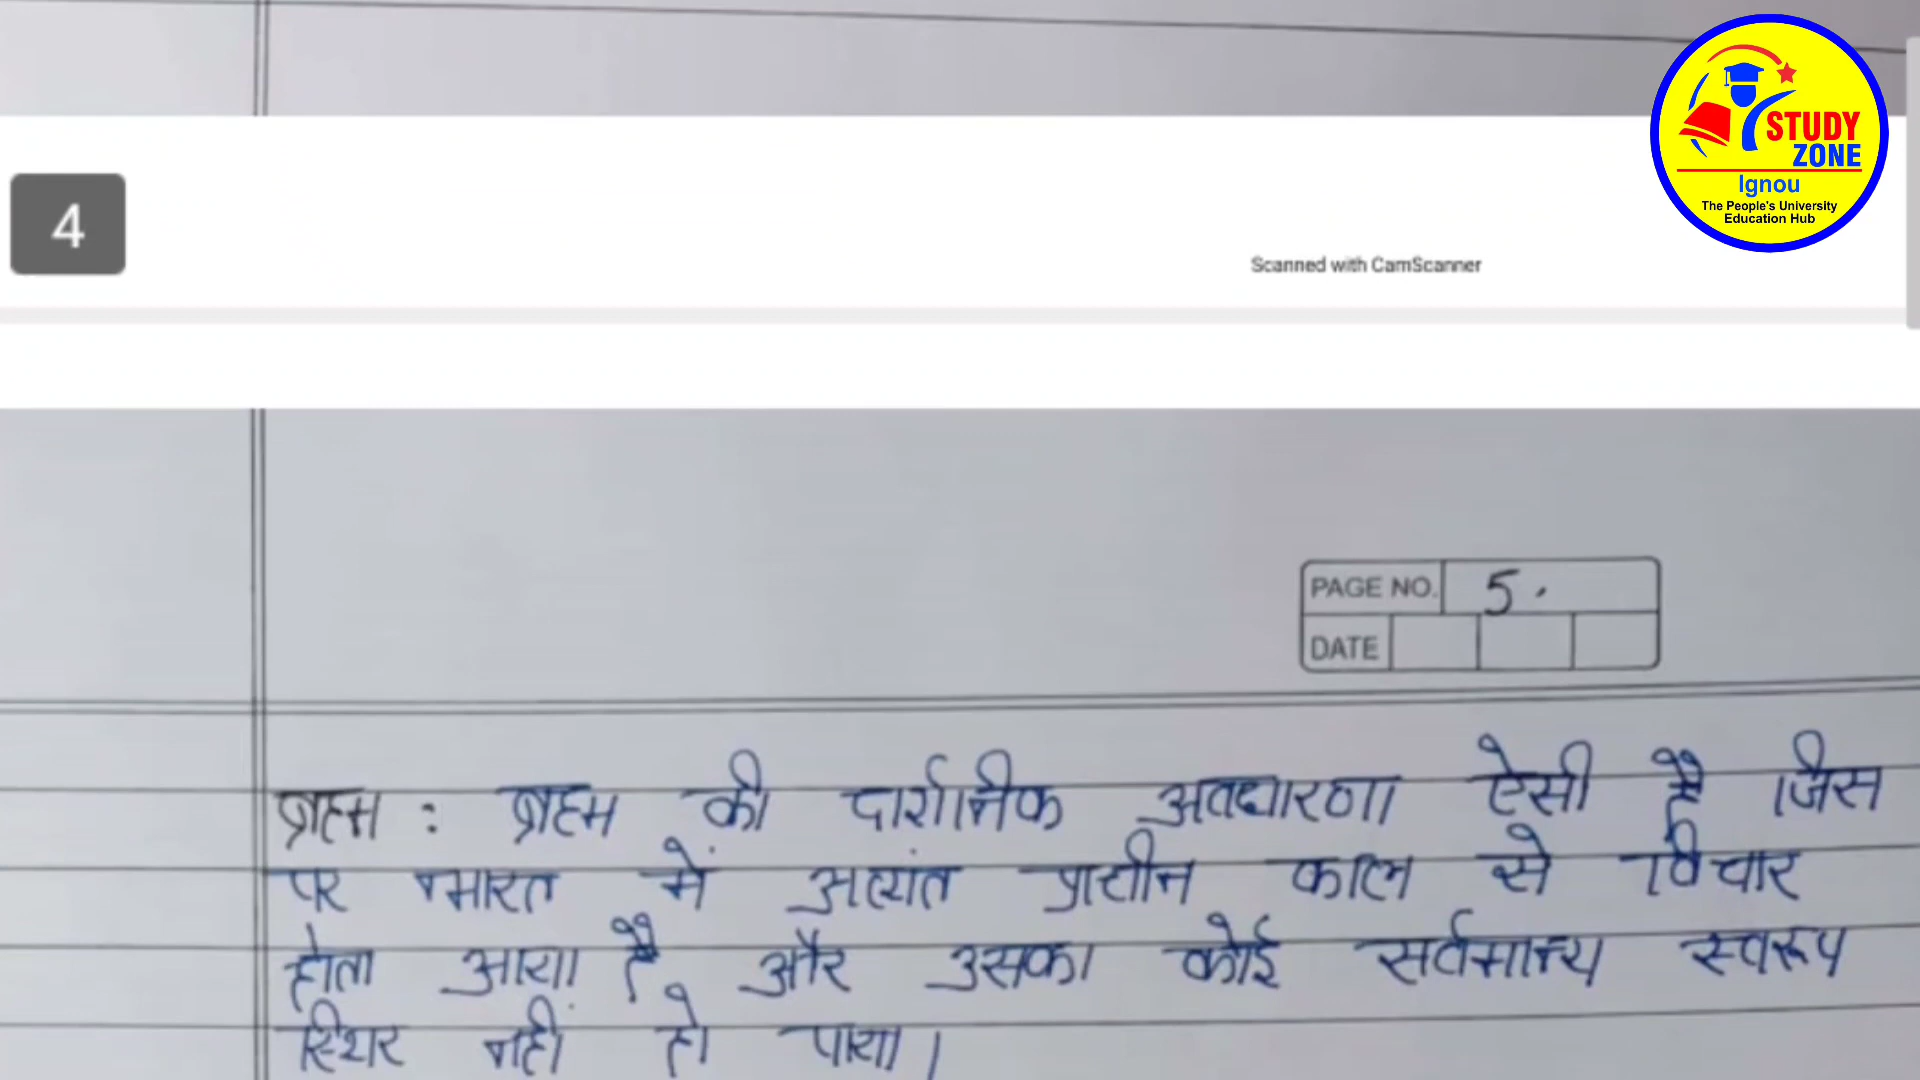 STUDY
ZONE
Ignou
The People's University
Education Hub
4
Scanned with CamScanner
PAGE NO. 5.
DATE
ब्रह्म : ब्रह्म की दार्शनिक अवधारणा ऐसी है जिस
पर भारत में अत्यंत प्राचीन काल से विचार
होता आया है और उसका कोई सर्वमान्य स्वरूप
स्थिर नहीं हो पाया।